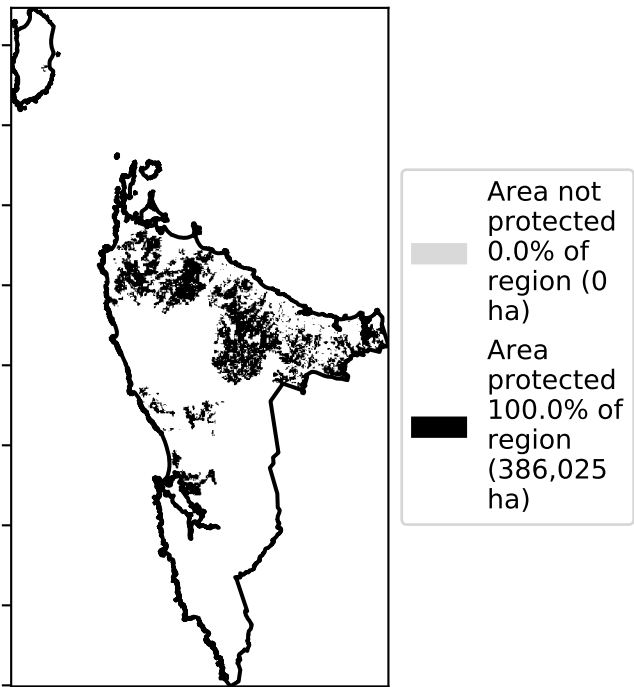 Area not
protected
0.0% of
region (0
ha)
Area
protected
100.0% of
region
(386,025
ha)